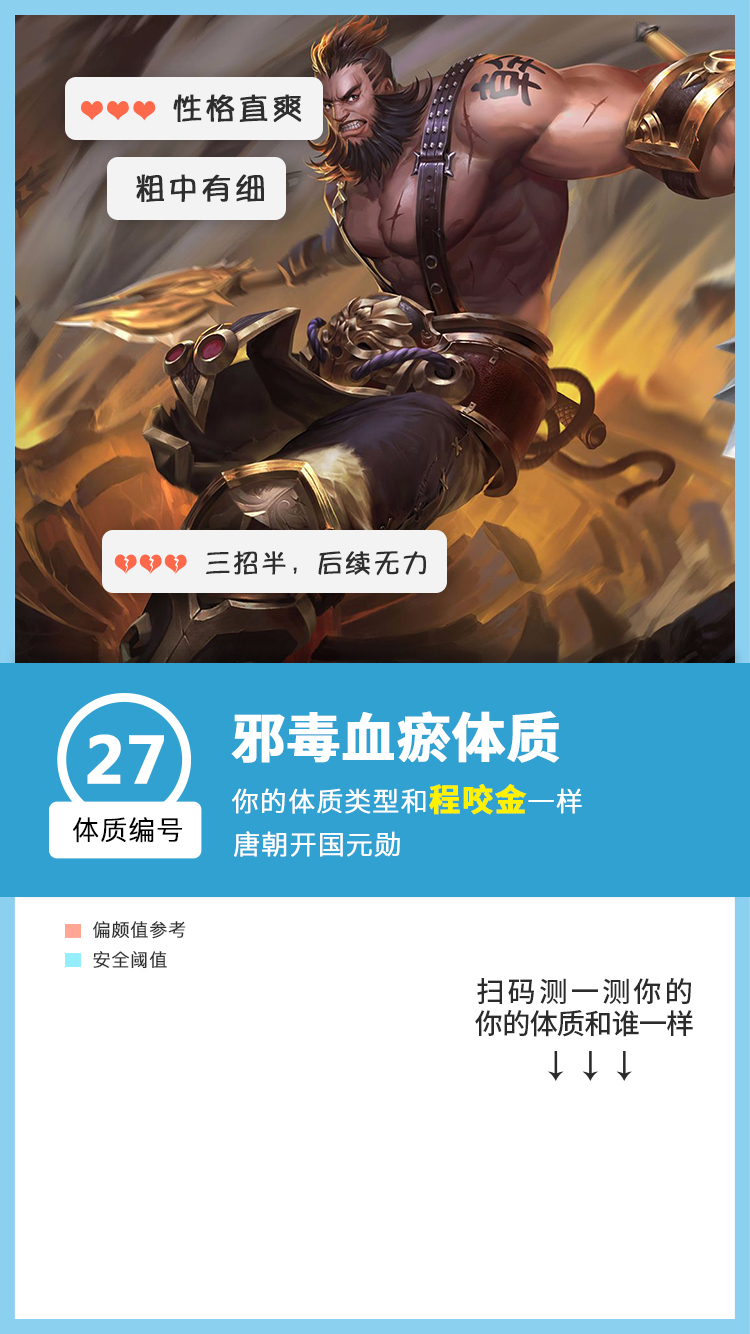 性格直爽
粗中有细
三招半，后续无力
27
体质编号
邪毒血瘀体质
你的体质类型和程咬金一样
唐朝开国元勋
偏颇值参考
安全阈值
扫码测一测你的
你的体质和谁一样
↓↓↓